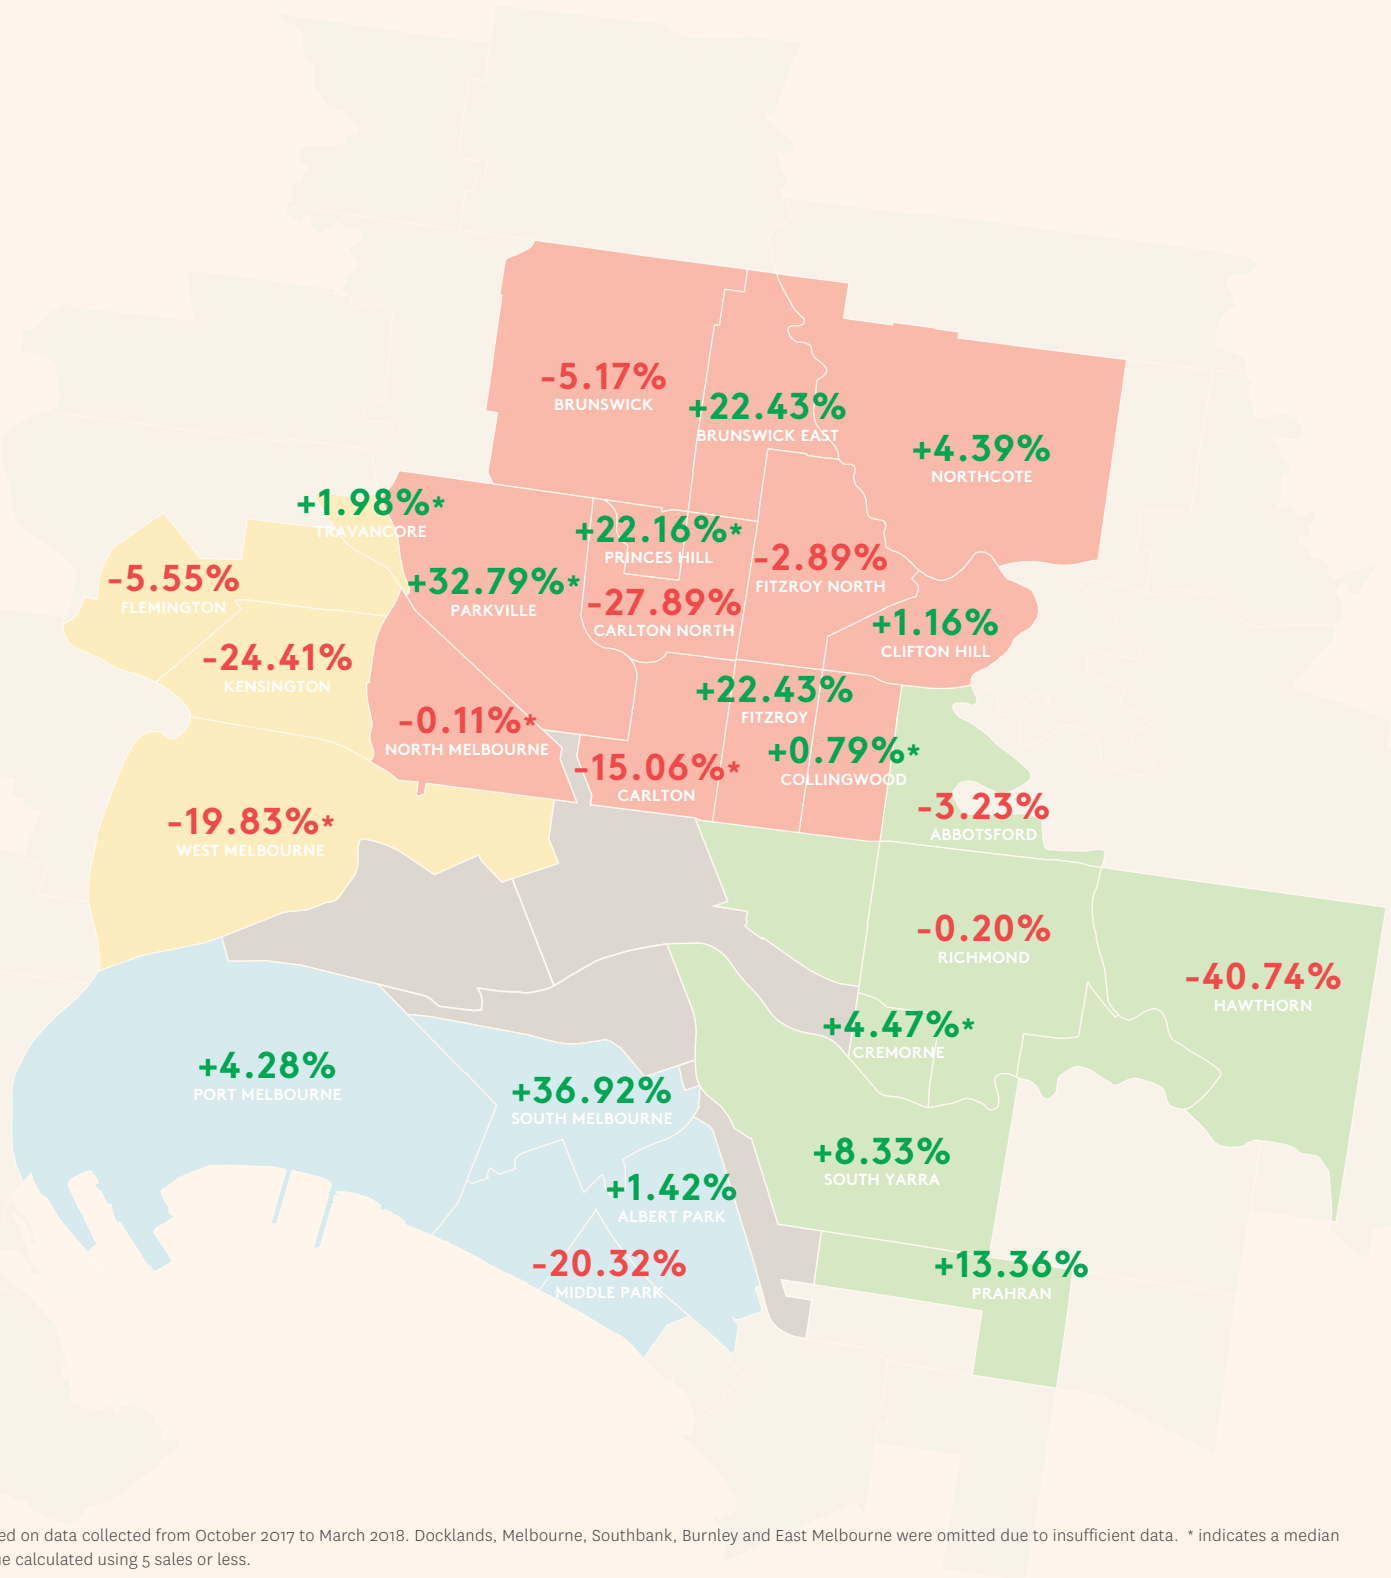 -5.17%
BRUNSWICK
+22.43%
BRUNSWICK EAST
+4.39%
NORTHCOTE
+1.98%*
TRAVANCORE
+22.16%*
PRINCES HILL
-2.89%
FITZROY NORTH
-5.55%
FLEMINGTON
+32.79%*
PARKVILLE
-27.89%
CARLTON NORTH
+1.16%
CLIFTON HILL
-24.41%
KENSINGTON
+22.43%
FITZROY
-0.11%*
NORTH MELBOURNE
+0.79%*
COLLINGWOOD
-15.06%*
CARLTON
-3.23%
ABBOTSFORD
-19.83%*
WEST MELBOURNE
-0.20%
RICHMOND
-40.74%
HAWTHORN
+4.47%*
CREMORNE
+4.28%
PORT MELBOURNE
+36.92%
SOUTH MELBOURNE
+8.33%
SOUTH YARRA
+1.42%
ALBERT PARK
-20.32%
MIDDLE PARK
+13.36%
PRAHRAN
on data collected from October 2017 to March 2018. Docklands, Melbourne, Southbank, Burnley and East Melbourne were omitted due to insufficient data. * indicates a median
calculated using 5 sales or less.